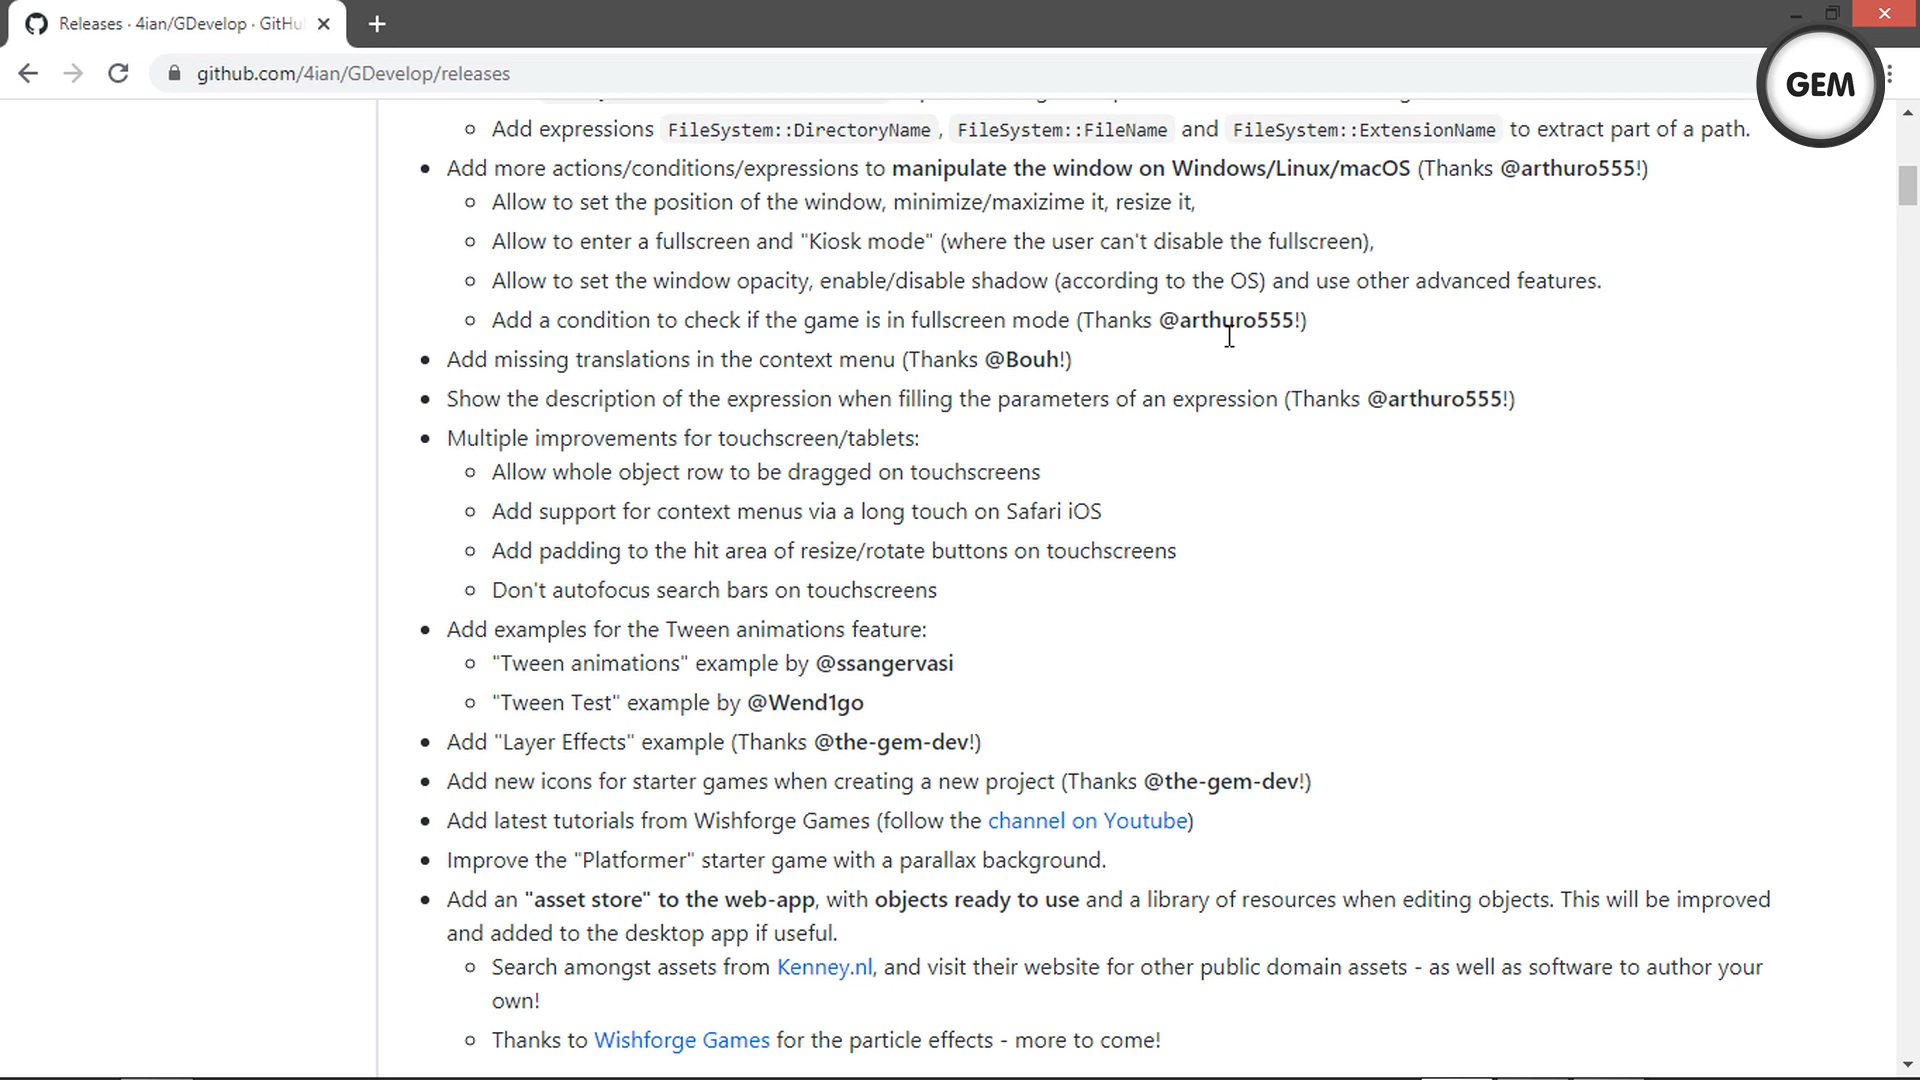 Releases · 4ian/GDevelop · GitHu
github.com/4ian/GDevelop/releases
GEM
Add expressions FileSystem::DirectoryName, FileSystem::FileName and FileSystem::ExtensionName to extract part of a path.
Add more actions/conditions/expressions to manipulate the window on Windows/Linux/macOS (Thanks @arthuro555!)
Allow to set the position of the window, minimize/maxizime it, resize it,
Allow to enter a fullscreen and "Kiosk mode" (where the user can't disable the fullscreen),
Allow to set the window opacity, enable/disable shadow (according to the OS) and use other advanced features.
Add a condition to check if the game is in fullscreen mode (Thanks @arthuro555!)
Add missing translations in the context menu (Thanks @Bouh!)
Show the description of the expression when filling the parameters of an expression (Thanks @arthuro555!)
Multiple improvements for touchscreen/tablets:
Allow whole object row to be dragged on touchscreens
Add support for context menus via a long touch on Safari iOS
Add padding to the hit area of resize/rotate buttons on touchscreens
Don't autofocus search bars on touchscreens
Add examples for the Tween animations feature:
"Tween animations" example by @ssangervasi
"Tween Test" example by @Wend1go
Add "Layer Effects" example (Thanks @the-gem-dev!)
Add new icons for starter games when creating a new project (Thanks @the-gem-dev!)
Add latest tutorials from Wishforge Games (follow the channel on Youtube)
Improve the "Platformer" starter game with a parallax background.
Add an "asset store" to the web-app, with objects ready to use and a library of resources when editing objects. This will be improved
and added to the desktop app if useful.
Search amongst assets from Kenney.nl, and visit their website for other public domain assets - as well as software to author your
own!
Thanks to Wishforge Games for the particle effects - more to come!